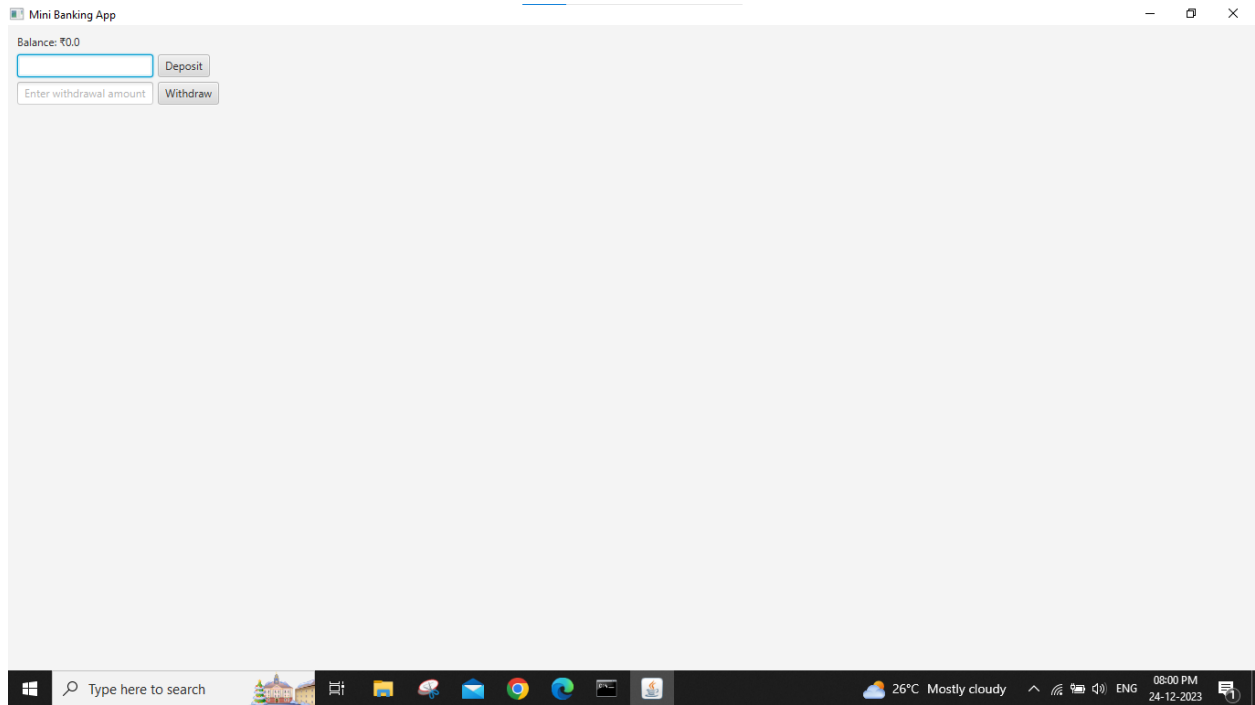 Mini Banking App
Balance: ₹0.0
Deposit
Enter withdrawal amount Withdraw
Type here to search 26°C Mostly cloudy ENG 08:00 PM
24-12-2023
1